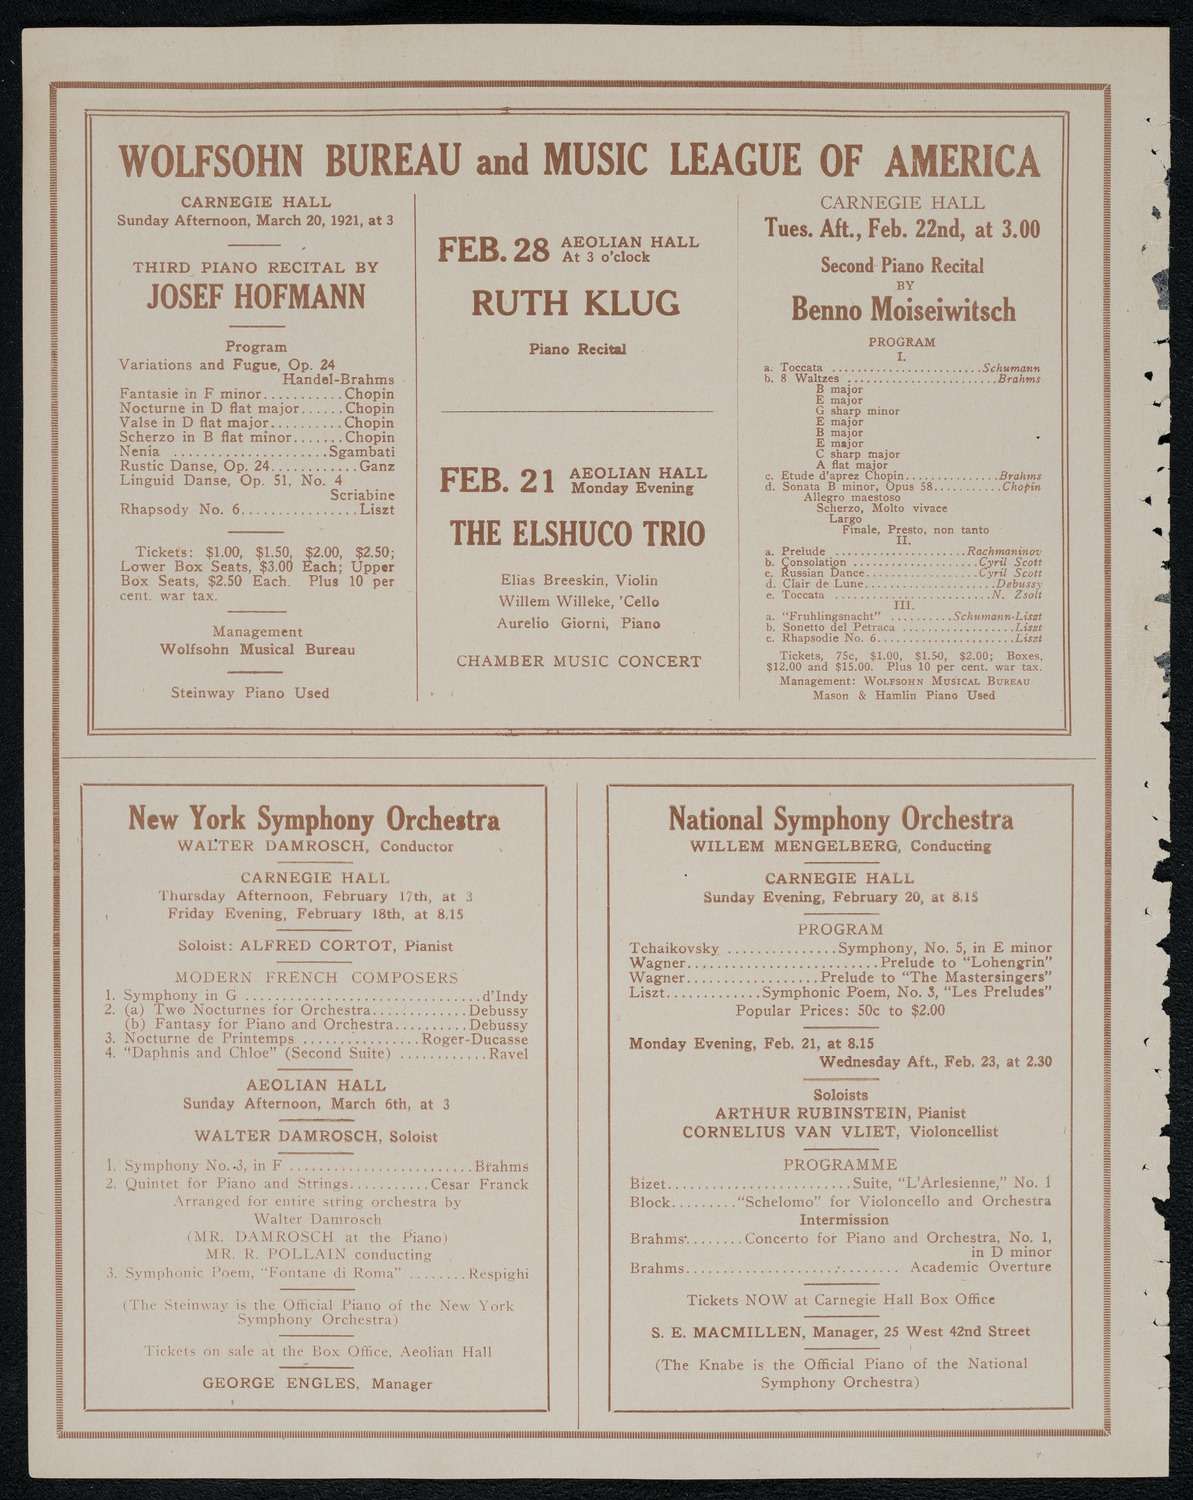 WOLFSOHN BUREAU and MUSIC LEAGUE OF AMERICA
CARNEGIE HALL
Sunday Afternoon, March 20, 1921, at 3
THIRD PIANO RECITAL BY
JOSEF HOFMANN
Program
Variations and Fugue, Op. 24
Handel-Brahms
Fantasie in F minor...........Chopin
Nocturne in D flat major......Chopin
Valse in D flat major..........Chopin
Scherzo in B flat minor.......Chopin
Nenia .....................Sgambati
Rustic Danse, Op. 24............Ganz
Linguid Danse, Op. 51, No. 4
Scriabine
Rhapsody No. 6................Liszt
Tickets: $1.00, $1.50, $2.00, $2.50;
Lower Box Seats, $3.00 Each; Upper
Box Seats, $2.50 Each. Plus 10 per
cent. war tax.
Management
Wolfsohn Musical Bureau
Steinway Piano Used
FEB. 28 AEOLIAN HALL
At 3 o'clock
RUTH KLUG
Piano Recital
FEB. 21 AEOLIAN HALL
Monday Evening
THE ELSHUCO TRIO
Elias Breeskin, Violin
Willem Willeke, 'Cello
Aurelio Giorni, Piano
CHAMBER MUSIC CONCERT
CARNEGIE HALL
Tues. Aft., Feb. 22nd, at 3.00
Second Piano Recital
BY
Benno Moiseiwitsch
PROGRAM
I.
a. Toccata .......................Schumann
b. 8 Waltzes .......................Brahms
B major
E major
G sharp minor
E major
B major
E major
C sharp major
A flat major
c. Etude d'aprez Chopin...............Brahms
d. Sonata B minor, Opus 58...........Chopin
Allegro maestoso
Scherzo, Molto vivace
Largo
Finale, Presto, non tanto
II.
a. Prelude .....................Rachmaninov
b. Consolation ...................Cyril Scott
c. Russian Dance.................Cyril Scott
d. Clair de Lune.....................Debussy
e. Toccata ........................N. Zsolt
III.
a. "Fruhlingsnacht" ..........Schumann-Liszt
b. Sonetto del Petraca ..................Liszt
c. Rhapsodie No. 6......................Liszt
Tickets, 75c, $1.00, $1.50, $2.00; Boxes,
$12.00 and $15.00. Plus 10 per cent. war tax.
Management: WOLFSOHN MUSICAL BUREAU
Mason & Hamlin Piano Used
New York Symphony Orchestra
WALTER DAMROSCH, Conductor
CARNEGIE HALL
Thursday Afternoon, February 17th, at 3
Friday Evening, February 18th, at 8.15
Soloist: ALFRED CORTOT, Pianist
MODERN FRENCH COMPOSERS
1. Symphony in G ................................d'Indy
2. (a) Two Nocturnes for Orchestra.............Debussy
(b) Fantasy for Piano and Orchestra..........Debussy
3. Nocturne de Printemps ................Roger-Ducasse
4. "Daphnis and Chloe" (Second Suite) ............Ravel
AEOLIAN HALL
Sunday Afternoon, March 6th, at 3
WALTER DAMROSCH, Soloist
1. Symphony No. 3, in F ........................Brahms
2. Quintet for Piano and Strings...........Cesar Franck
Arranged for entire string orchestra by
Walter Damrosch
(MR. DAMROSCH at the Piano)
MR. R. POLLAIN conducting
3. Symphonic Poem, "Fontane di Roma" ........Respighi
(The Steinway is the Official Piano of the New York
Symphony Orchestra)
Tickets on sale at the Box Office, Aeolian Hall
GEORGE ENGLES, Manager
National Symphony Orchestra
WILLEM MENGELBERG, Conducting
CARNEGIE HALL
Sunday Evening, February 20, at 8.15
PROGRAM
Tchaikovsky ...............Symphony, No. 5, in E minor
Wagner..........................Prelude to "Lohengrin"
Wagner..................Prelude to "The Mastersingers"
Liszt.............Symphonic Poem, No. 3, "Les Preludes"
Popular Prices: 50c to $2.00
Monday Evening, Feb. 21, at 8.15
Wednesday Aft., Feb. 23, at 2.30
Soloists
ARTHUR RUBINSTEIN, Pianist
CORNELIUS VAN VLIET, Violoncellist
PROGRAMME
Bizet.........................Suite, "L'Arlesienne," No. 1
Block.........."Schelomo" for Violoncello and Orchestra
Intermission
Brahms........Concerto for Piano and Orchestra, No. 1,
in D minor
Brahms............................. Academic Overture
Tickets NOW at Carnegie Hall Box Office
S. E. MACMILLEN, Manager, 25 West 42nd Street
(The Knabe is the Official Piano of the National
Symphony Orchestra)